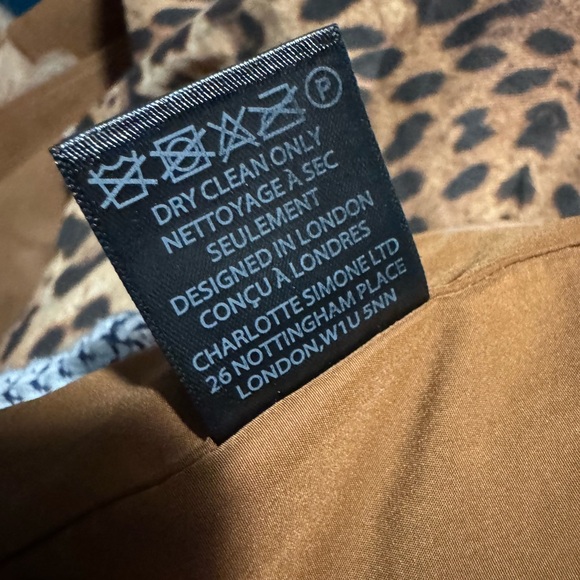 P
DRY CLEAN ONLY
NETTOYAGE À SEC
SEULEMENT
DESIGNED IN LONDON
CONÇU À LONDRES
CHARLOTTE SIMONE LTD
26 NOTTINGHAM PLACE
LONDON, W1U 5NN